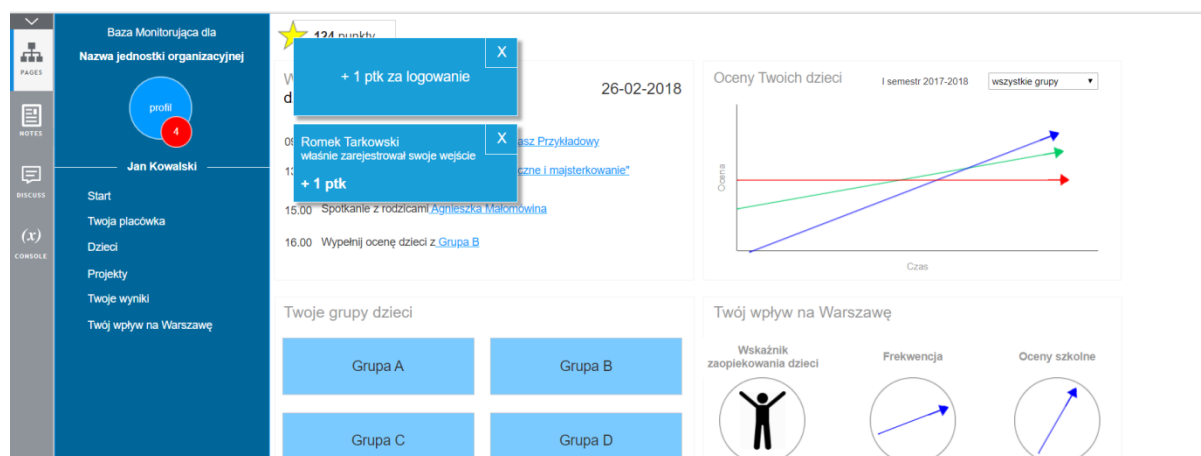 PAGES
NOTES
DISCUSS
(x)
CONSOLE
Baza Monitorująca dla
Nazwa jednostki organizacyjnej
profil
4
Jan Kowalski
Start
Twoja placówka
Dzieci
Projekty
Twoje wyniki
Twój wpływ na Warszawę
124 punkty
X
+ 1 ptk za logowanie
26-02-2018
X
Romek Tarkowski
właśnie zarejestrował swoje wejście
+ 1 ptk
Przykładowy
i majsterkowanie"
15.00 Spotkanie z rodzicami Agnieszka Małomówina
16.00 Wypełnij ocenę dzieci z Grupa B
Oceny Twoich dzieci
I semestr 2017-2018
wszystkie grupy
Ocena
Czas
Twoje grupy dzieci
Grupa A
Grupa B
Grupa C
Grupa D
Twój wpływ na Warszawę
Wskaźnik
zaopiekowania dzieci
Frekwencja
Oceny szkolne